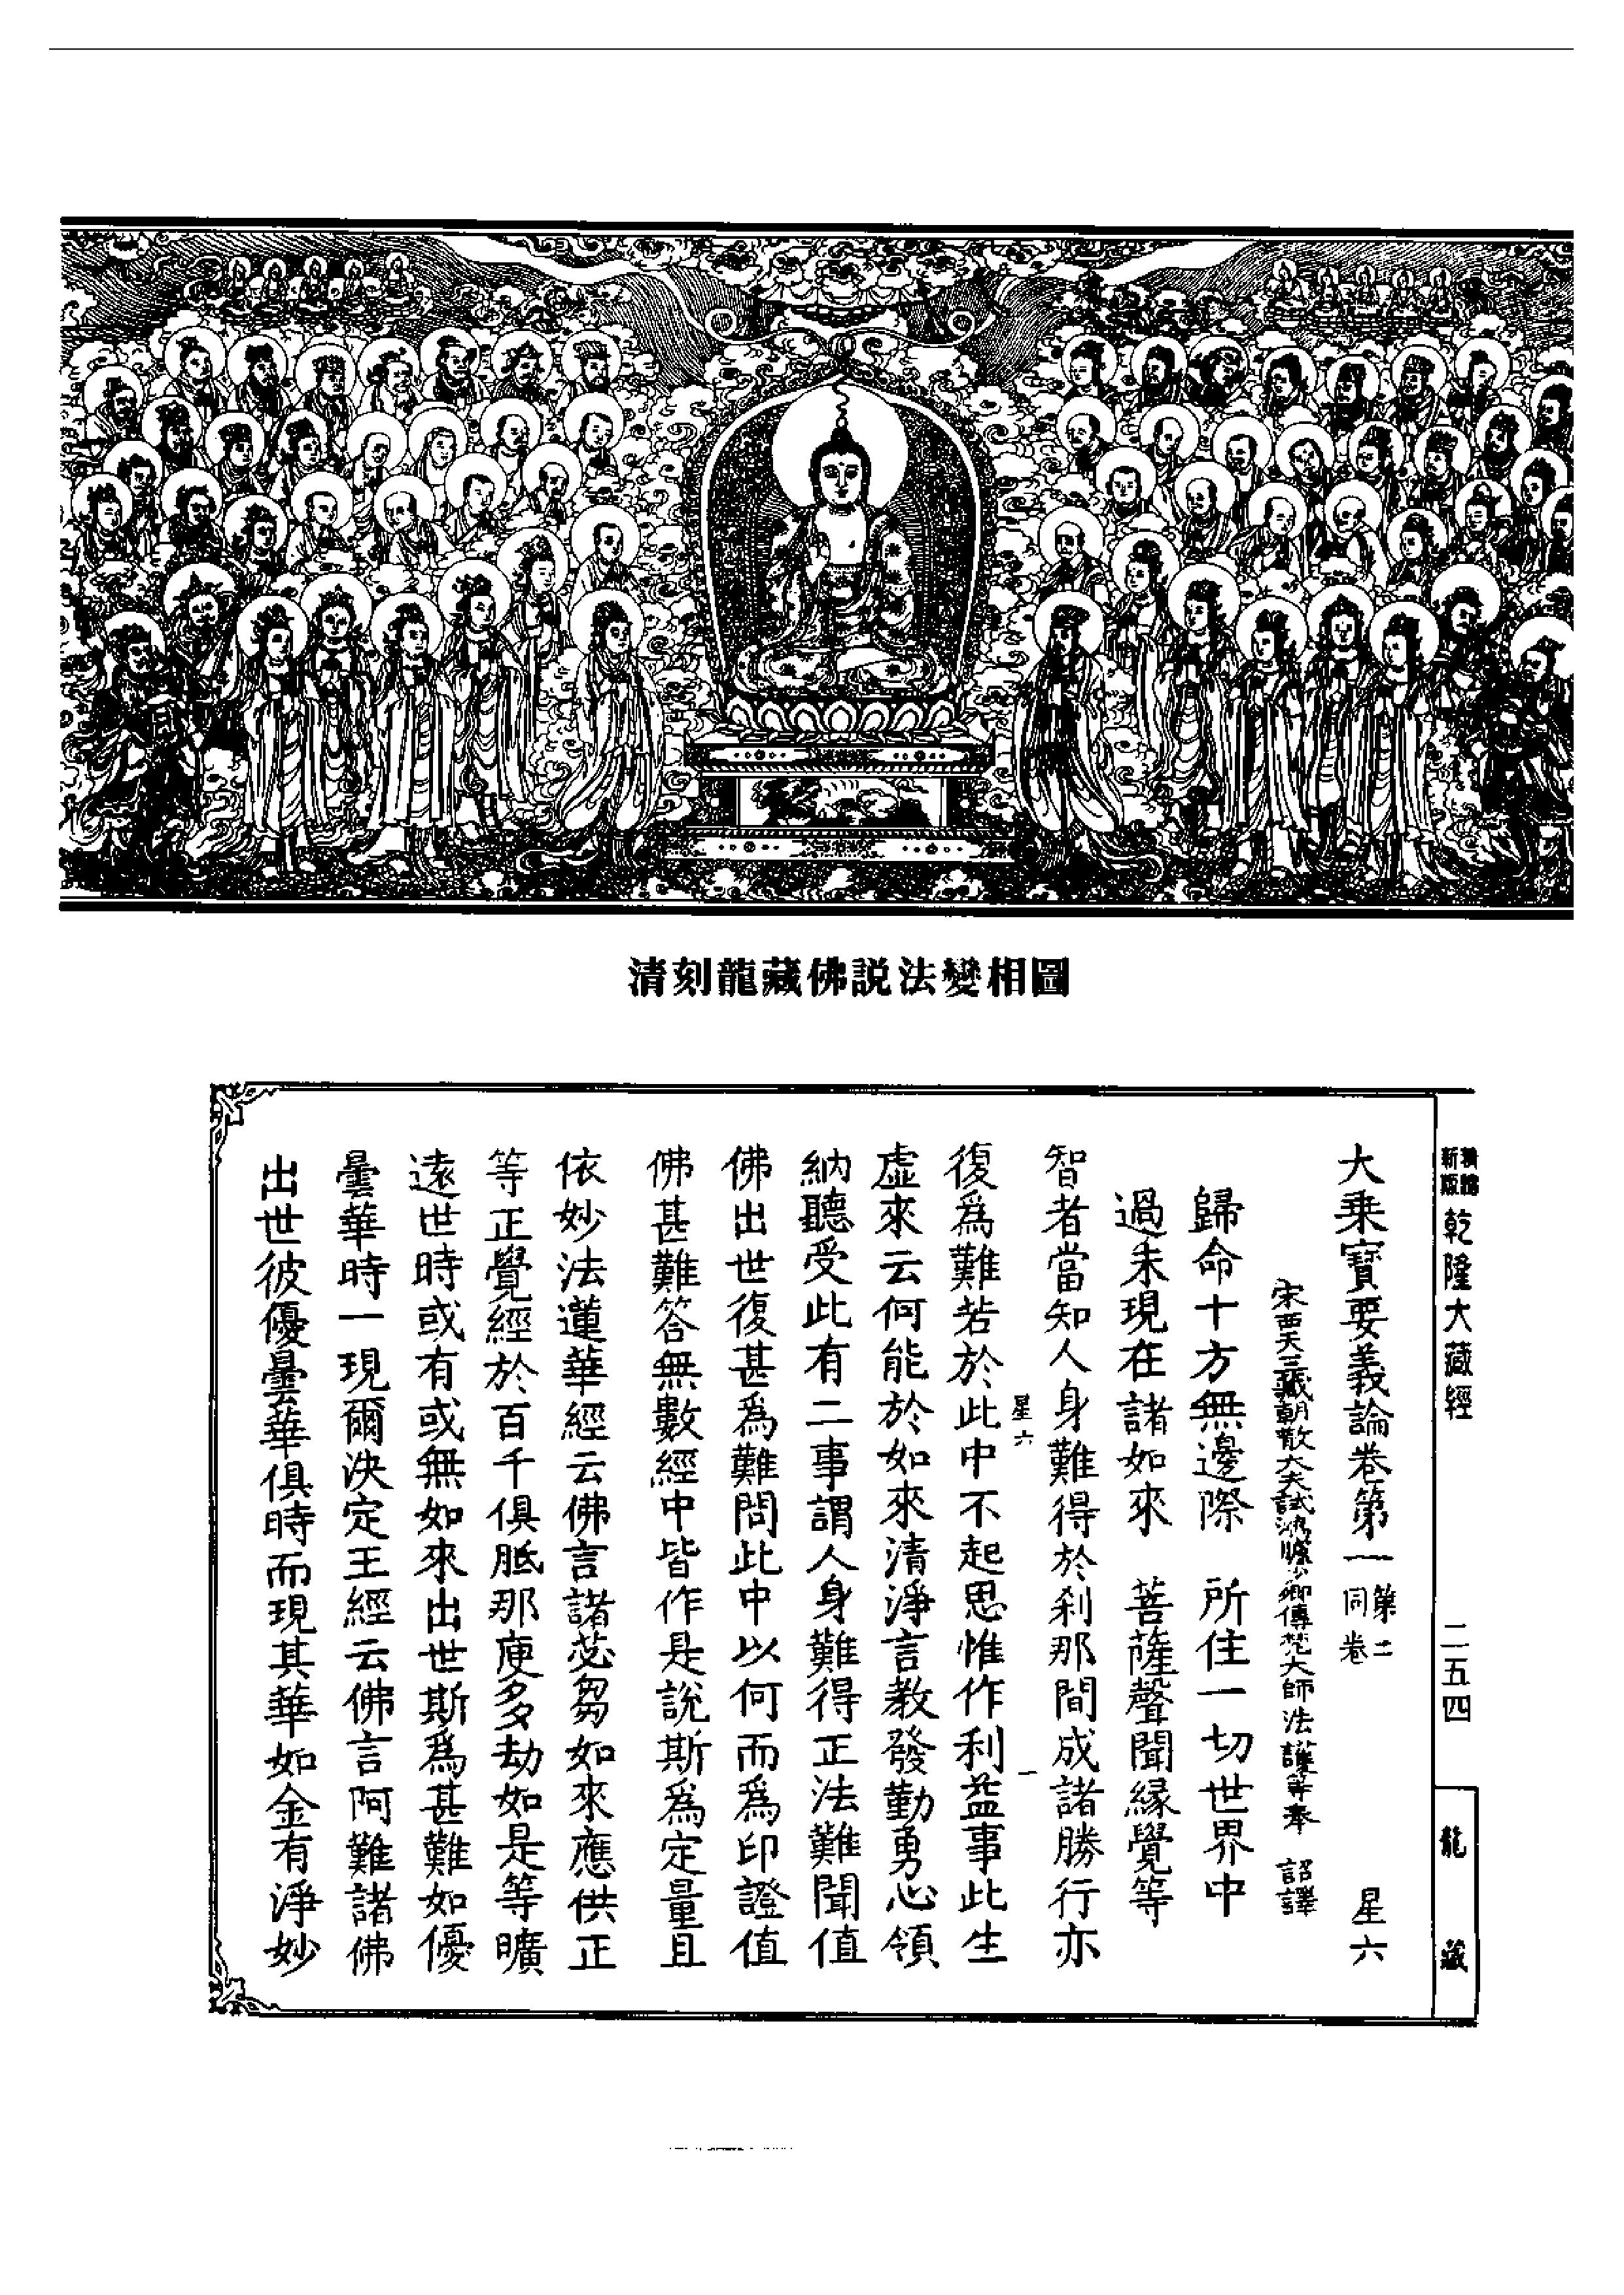 清刻龍藏佛説法變相圖
新版
乾隆大藏經
二五四
龍藏
大乗寶要義論卷第一 第二同卷 星六
宋西天三藏朝散大夫試鴻臚少卿傳梵大師法護等奉 詔譯
歸命十方無邊際 所住一切世界中
過未現在諸如來 菩薩聲聞縁覺等
智者當知人身難得於刹那間成諸勝行亦
星六 一
復爲難若於此中不起思惟作利益事此生
虚來云何能於如來清淨言教發勤勇心領
納聽受此有二事謂人身難得正法難聞值
佛出世復甚爲難問此中以何而爲印證值
佛甚難答無數經中皆作是說斯爲定量且
依妙法蓮華經云佛言諸苾芻如來應供正
等正覺經於百千俱胝那庾多劫如是等曠
逺世時或有或無如來出世斯爲甚難如優
曇華時一現爾決定王經云佛言阿難諸佛
出世彼優曇華俱時而現其華如金有淨妙